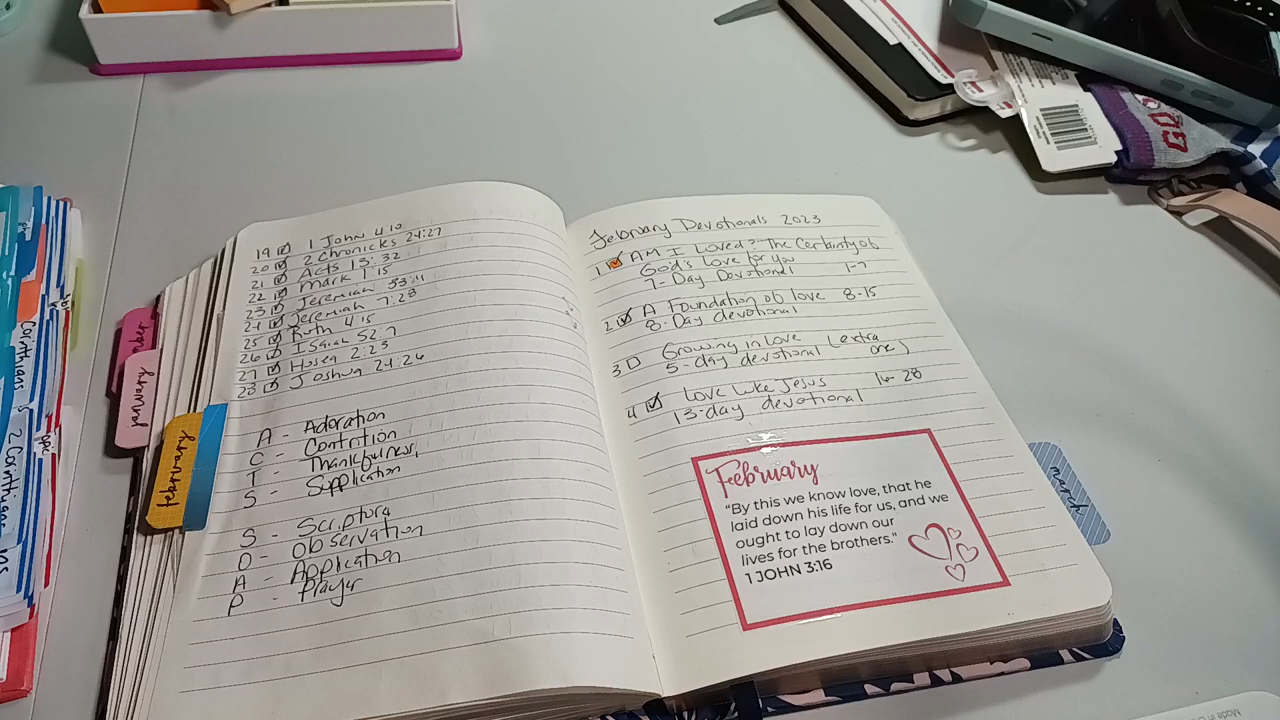 19 1 John 4:10
20 2 Chronicles 24:27
21 Acts 13:32
22 Mark 1:15
23 Jeremiah 33:11
24 Jeremiah 7:23
25 Ruth 4:15
26 Isaiah 52:7
27 Hosea 2:23
28 Joshua 24:26
A - Adoration
C - Contrition
T - Thankfulness
S - Supplication
S - Scripture
O - Observation
A - Application
P - Prayer
February Devotionals 2023
1 AM I Loved? The Certainty of
God's Love for you
7-Day Devotional 1-7
2 A Foundation of love 8-15
8-Day devotional
3 Growing in Love (extra
5-day devotional one)
4 Love Like Jesus 16-28
13-day devotional
February
"By this we know love, that he
laid down his life for us, and we
ought to lay down our
lives for the brothers."
1 JOHN 3:16
january
february
march
Corinthians
2 Corinthians
Made in